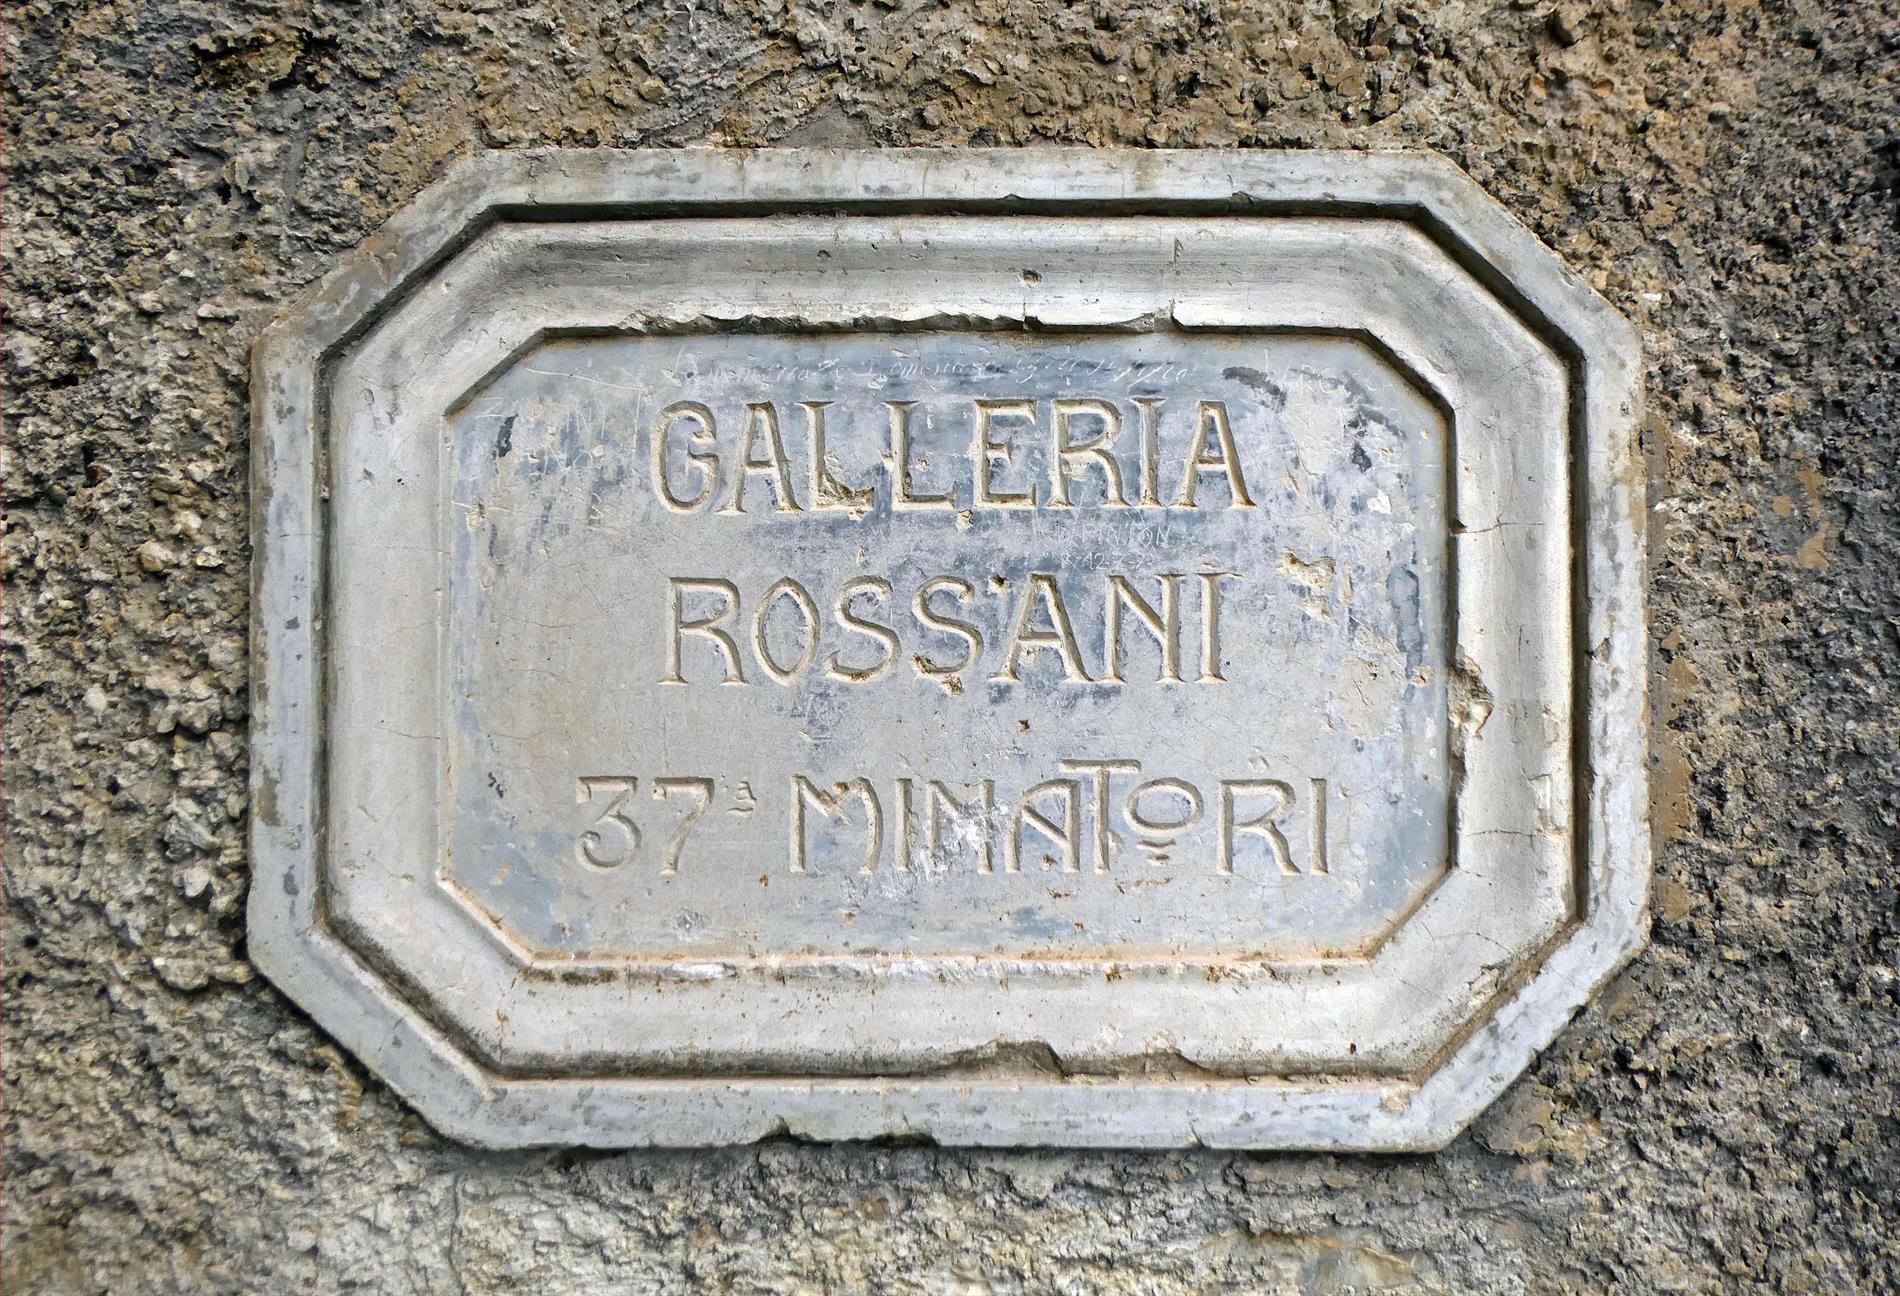 GALLERIA
ROSSANI
37ª MINATORI